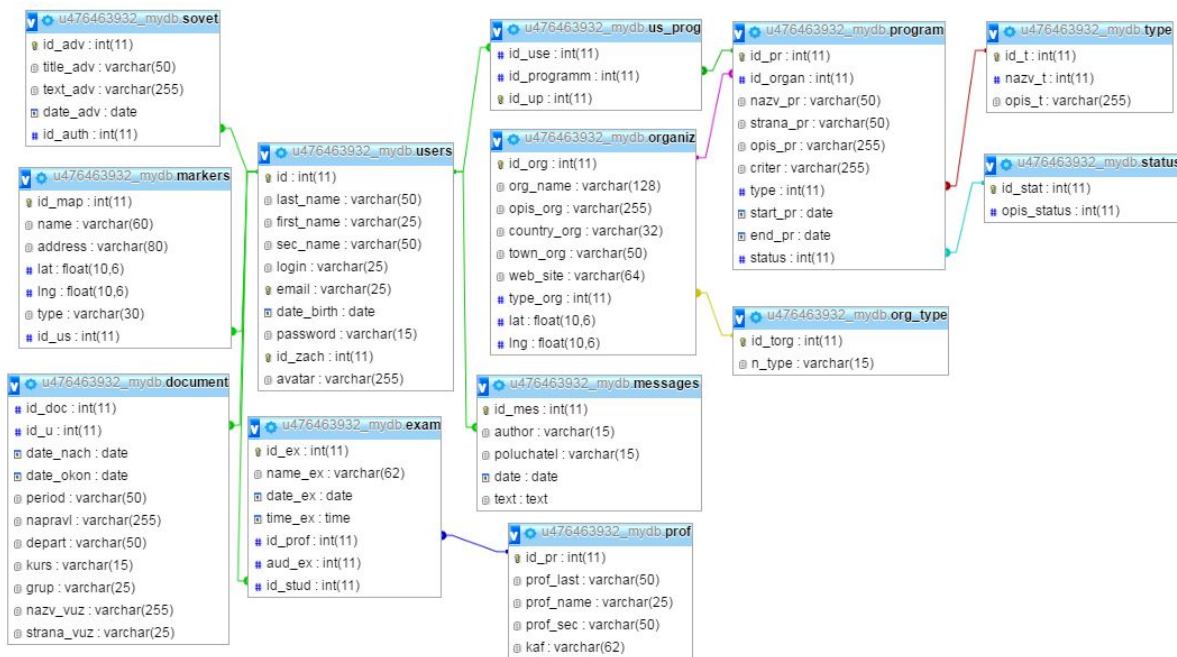 u476463932_mydb.sovet
id_adv : int(11)
title_adv : varchar(50)
text_adv : varchar(255)
date_adv : date
id_auth : int(11)
u476463932_mydb.markers
id_map : int(11)
name : varchar(60)
address : varchar(80)
lat : float(10,6)
lng : float(10,6)
type : varchar(30)
id_us : int(11)
u476463932_mydb.document
id_doc : int(11)
id_u : int(11)
date_nach : date
date_okon : date
period : varchar(50)
napravl : varchar(255)
depart : varchar(50)
kurs : varchar(15)
grup : varchar(25)
nazv_vuz : varchar(255)
strana_vuz : varchar(25)
u476463932_mydb.users
id : int(11)
last_name : varchar(50)
first_name : varchar(25)
sec_name : varchar(50)
login : varchar(25)
email : varchar(25)
date_birth : date
password : varchar(15)
id_zach : int(11)
avatar : varchar(255)
u476463932_mydb.exam
id_ex : int(11)
name_ex : varchar(62)
date_ex : date
time_ex : time
id_prof : int(11)
aud_ex : int(11)
id_stud : int(11)
u476463932_mydb.us_prog
id_use : int(11)
id_programm : int(11)
id_up : int(11)
u476463932_mydb.organiz
id_org : int(11)
org_name : varchar(128)
opis_org : varchar(255)
country_org : varchar(32)
town_org : varchar(50)
web_site : varchar(64)
type_org : int(11)
lat : float(10,6)
lng : float(10,6)
u476463932_mydb.messages
id_mes : int(11)
author : varchar(15)
poluchatel : varchar(15)
date : date
text : text
u476463932_mydb.prof
id_pr : int(11)
prof_last : varchar(50)
prof_name : varchar(25)
prof_sec : varchar(50)
kaf : varchar(62)
u476463932_mydb.program
id_pr : int(11)
id_organ : int(11)
nazv_pr : varchar(50)
strana_pr : varchar(50)
opis_pr : varchar(255)
criter : varchar(255)
type : int(11)
start_pr : date
end_pr : date
status : int(11)
u476463932_mydb.org_type
id_torg : int(11)
n_type : varchar(15)
u476463932_mydb.type
id_t : int(11)
nazv_t : int(11)
opis_t : varchar(255)
u476463932_mydb.status
id_stat : int(11)
opis_status : int(11)